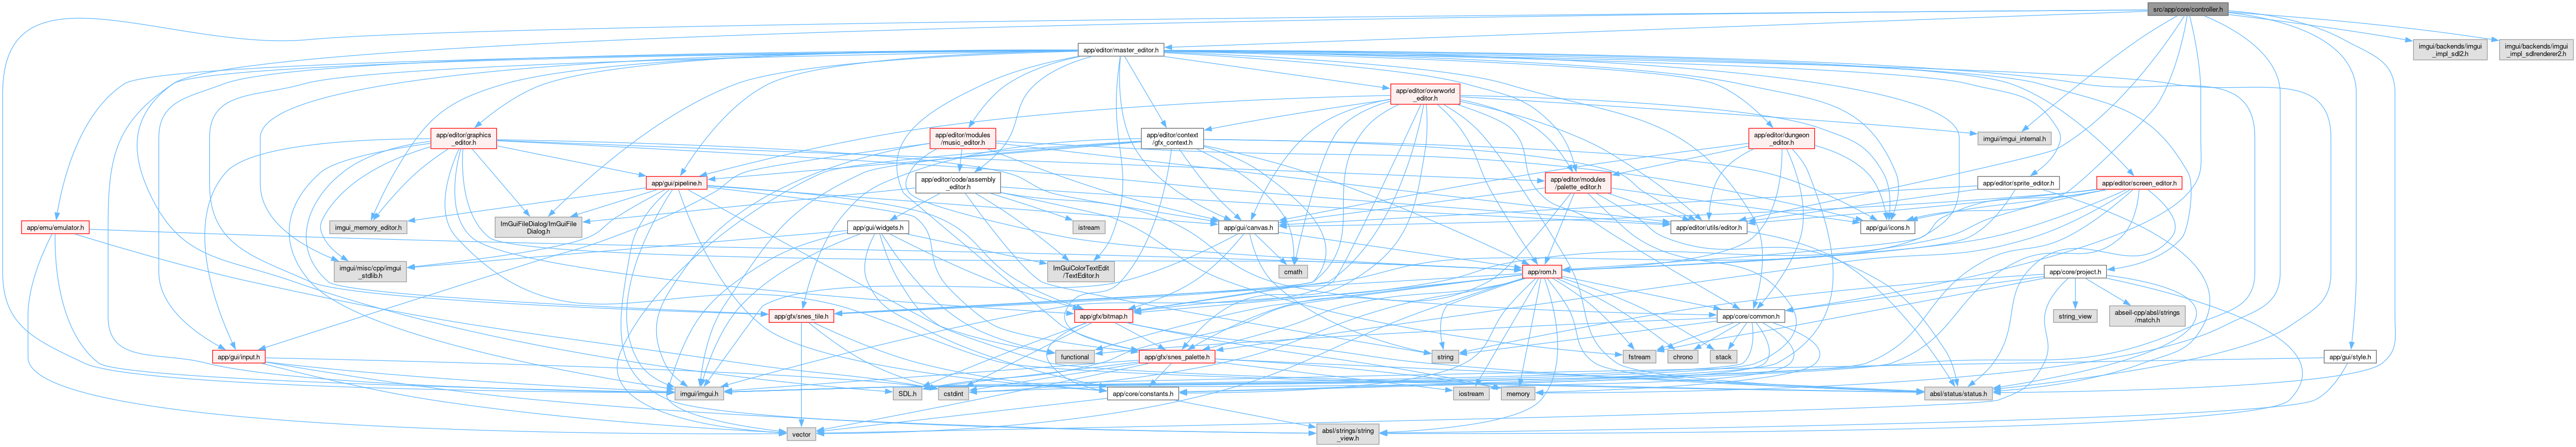 src/app/core/controller.h
app/editor/master_editor.h
imgui/backends/imgui
_impl_sdl2.h
imgui/backends/imgui
_impl_sdlrenderer2.h
app/editor/overworld
_editor.h
app/editor/graphics
_editor.h
app/editor/modules
/music_editor.h
app/editor/context
/gfx_context.h
app/editor/dungeon
_editor.h
imgui/imgui_internal.h
app/gui/pipeline.h
app/editor/code/assembly
_editor.h
app/editor/modules
/palette_editor.h
app/editor/sprite_editor.h
app/editor/screen_editor.h
app/emu/emulator.h
imgui_memory_editor.h
ImGuiFileDialog/ImGuiFile
Dialog.h
app/gui/widgets.h
istream
app/gui/canvas.h
app/editor/utils/editor.h
app/gui/icons.h
imgui/misc/cpp/imgui
_stdlib.h
ImGuiColorTextEdit
/TextEditor.h
cmath
app/rom.h
app/core/project.h
app/gfx/snes_tile.h
app/gfx/bitmap.h
app/core/common.h
string_view
abseil-cpp/absl/strings
/match.h
app/gui/input.h
functional
app/gfx/snes_palette.h
string
fstream
chrono
stack
app/gui/style.h
imgui/imgui.h
SDL.h
cstdint
app/core/constants.h
iostream
memory
absl/status/status.h
vector
absl/strings/string
_view.h